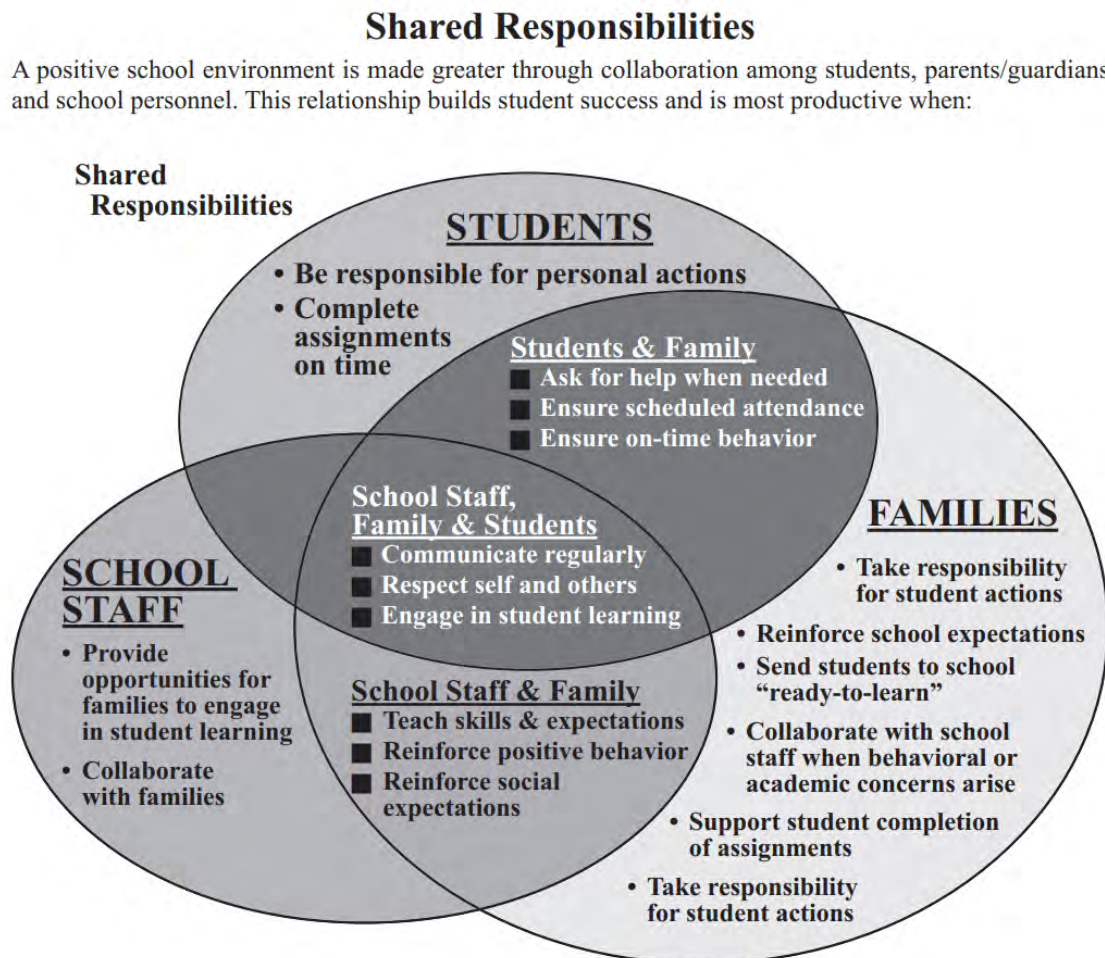 Shared Responsibilities
A positive school environment is made greater through collaboration among students, parents/guardians
and school personnel. This relationship builds student success and is most productive when:
Shared
Responsibilities
STUDENTS
• Be responsible for personal actions
• Complete
assignments
on time
Students & Family
■ Ask for help when needed
■ Ensure scheduled attendance
■ Ensure on-time behavior
School Staff,
Family & Students
■ Communicate regularly
■ Respect self and others
■ Engage in student learning
SCHOOL
STAFF
• Provide
opportunities for
families to engage
in student learning
• Collaborate
with families
School Staff & Family
■ Teach skills & expectations
■ Reinforce positive behavior
■ Reinforce social
expectations
FAMILIES
• Take responsibility
for student actions
• Reinforce school expectations
• Send students to school
“ready-to-learn”
• Collaborate with school
staff when behavioral or
academic concerns arise
• Support student completion
of assignments
• Take responsibility
for student actions